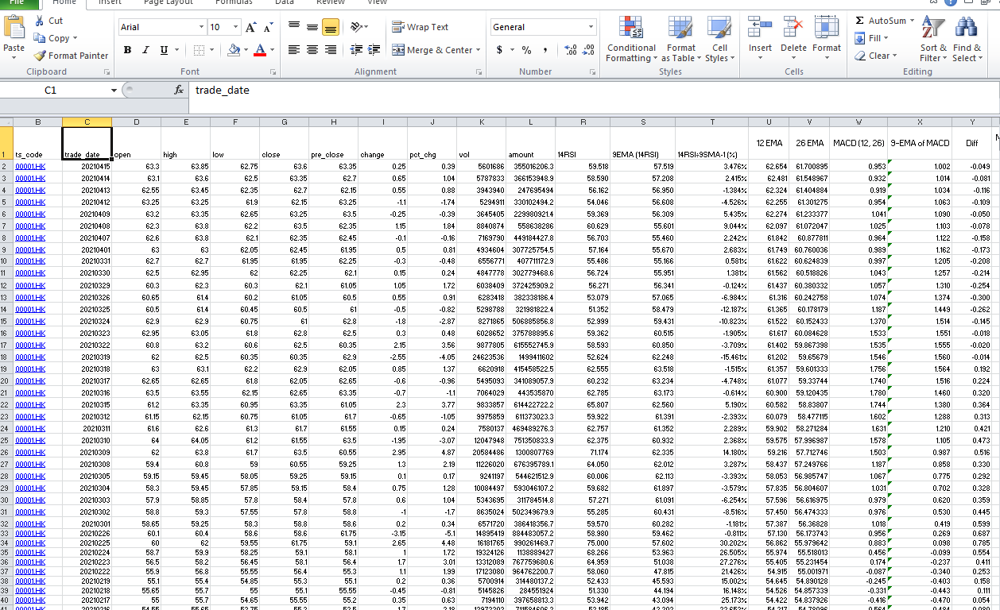 File Home Insert Page Layout Formulas Data Review View
Paste Cut Copy Format Painter Clipboard
Arial 10 B I U A Font
Wrap Text Merge & Center Alignment
General $ % , Number
Conditional Formatting Format as Table Cell Styles Styles
Insert Delete Format Cells
Σ AutoSum Fill Clear Sort & Filter Find & Select Editing
C1 fx trade_date
B C D E F G H I J K L R S T U V W X Y
1 ts_code trade_date open high low close pre_close change pct_chg vol amount 14RSI 9EMA (14RSI) 14RSI÷9SMA-1(%) 12 EMA 26 EMA MACD (12, 26) 9-EMA of MACD Diff
2 00001.HK 20210415 63.3 63.85 62.75 63.6 63.35 0.25 0.39 5601686 355016206.3 59.518 57.519 3.476% 62.654 61.700895 0.953 1.002 -0.049
3 00001.HK 20210414 63.1 63.6 62.5 63.35 62.7 0.65 1.04 5787833 366153948.9 58.590 57.208 2.415% 62.481 61.548967 0.932 1.014 -0.081
4 00001.HK 20210413 62.55 63.45 62.35 62.7 62.15 0.55 0.88 3943940 247695494 56.162 56.950 -1.384% 62.324 61.404884 0.919 1.034 -0.116
5 00001.HK 20210412 63.25 63.25 61.9 62.15 63.25 -1.1 -1.74 5294911 330102494.2 54.046 56.608 -4.526% 62.255 61.301275 0.954 1.063 -0.109
6 00001.HK 20210409 63.2 63.35 62.65 63.25 63.5 -0.25 -0.39 3645405 229980921.4 59.369 56.309 5.435% 62.274 61.233377 1.041 1.090 -0.050
7 00001.HK 20210408 62.3 63.8 62.2 63.5 62.35 1.15 1.84 8840874 558638286 60.629 55.601 9.044% 62.097 61.072047 1.025 1.103 -0.078
8 00001.HK 20210407 62.6 63.8 62.1 62.35 62.45 -0.1 -0.16 7169790 449184427.8 56.703 55.460 2.242% 61.842 60.877811 0.964 1.122 -0.158
9 00001.HK 20210401 63 63 62.05 62.45 61.95 0.5 0.81 4934604 307725754.5 57.164 55.670 2.683% 61.749 60.760036 0.989 1.162 -0.173
10 00001.HK 20210331 62.7 62.7 61.95 61.95 62.25 -0.3 -0.48 6556771 407711172.9 55.486 55.166 0.581% 61.622 60.624839 0.997 1.205 -0.208
11 00001.HK 20210330 62.5 62.95 62 62.25 62.1 0.15 0.24 4847778 302779468.6 56.724 55.951 1.381% 61.562 60.518826 1.043 1.257 -0.214
12 00001.HK 20210329 60.3 62.3 60.3 62.1 61.05 1.05 1.72 6038409 372425909.2 56.271 56.341 -0.124% 61.437 60.380332 1.057 1.310 -0.254
13 00001.HK 20210326 60.65 61.4 60.2 61.05 60.5 0.55 0.91 6283418 382338186.4 53.079 57.065 -6.984% 61.316 60.242758 1.074 1.374 -0.300
14 00001.HK 20210325 60.5 61.4 60.45 60.5 61 -0.5 -0.82 5298788 321981822.4 51.352 58.479 -12.187% 61.365 60.178179 1.187 1.449 -0.262
15 00001.HK 20210324 62.9 62.9 60.75 61 62.8 -1.8 -2.87 8271865 506885856.8 52.999 59.431 -10.823% 61.522 60.152433 1.370 1.514 -0.145
16 00001.HK 20210323 62.95 63.05 61.8 62.8 62.5 0.3 0.48 6028652 375788895.6 59.362 60.515 -1.905% 61.617 60.084628 1.533 1.551 -0.018
17 00001.HK 20210322 60.8 63.2 60.6 62.5 60.35 2.15 3.56 9877805 615552745.9 58.593 60.850 -3.709% 61.402 59.867398 1.535 1.555 -0.020
18 00001.HK 20210319 62 62.5 60.35 60.35 62.9 -2.55 -4.05 24623536 1499411602 52.624 62.248 -15.461% 61.202 59.65679 1.546 1.560 -0.014
19 00001.HK 20210318 63 63.1 62.2 62.9 62.05 0.85 1.37 6620918 415458522.5 62.555 63.518 -1.515% 61.357 59.601333 1.756 1.564 0.192
20 00001.HK 20210317 62.65 62.65 61.8 62.05 62.65 -0.6 -0.96 5495093 341089057.9 60.232 63.234 -4.748% 61.077 59.33744 1.740 1.516 0.224
21 00001.HK 20210316 63.5 63.55 62.15 62.65 63.35 -0.7 -1.1 7064029 443535870 62.785 63.173 -0.614% 60.900 59.120435 1.780 1.460 0.320
22 00001.HK 20210315 61.2 63.35 60.95 63.35 61.05 2.3 3.77 9833857 614422722.2 65.807 62.560 5.190% 60.582 58.83807 1.744 1.380 0.364
23 00001.HK 20210312 61.15 62.15 60.75 61.05 61.7 -0.65 -1.05 9975859 611373023.3 59.922 61.391 -2.393% 60.079 58.477115 1.602 1.288 0.313
24 00001.HK 20210311 61.6 62.6 61.3 61.7 61.55 0.15 0.24 7580137 469489276.3 62.757 61.352 2.289% 59.902 58.271284 1.631 1.210 0.421
25 00001.HK 20210310 64 64.05 61.2 61.55 63.5 -1.95 -3.07 12047948 751350833.9 62.375 60.932 2.368% 59.575 57.996987 1.578 1.105 0.473
26 00001.HK 20210309 62 63.8 61.7 63.5 60.55 2.95 4.87 20584486 1300807769 71.174 62.335 14.180% 59.216 57.712746 1.503 0.987 0.516
27 00001.HK 20210308 59.4 60.8 59 60.55 59.25 1.3 2.19 11226020 676395789.1 64.050 62.012 3.287% 58.437 57.249766 1.187 0.858 0.330
28 00001.HK 20210305 59.15 59.45 58.05 59.25 59.15 0.1 0.17 9241197 544621512.9 60.006 62.113 -3.393% 58.053 56.985747 1.067 0.775 0.292
29 00001.HK 20210304 58.3 59.45 57.85 59.15 58.4 0.75 1.28 10084497 593046107.2 59.682 61.897 -3.579% 57.835 56.804607 1.031 0.702 0.328
30 00001.HK 20210303 57.9 58.85 57.8 58.4 57.8 0.6 1.04 5343695 311784514.8 57.271 61.091 -6.254% 57.596 56.616975 0.979 0.620 0.359
31 00001.HK 20210302 58.8 59.3 57.55 57.8 58.8 -1 -1.7 8635024 502349679.9 55.285 60.431 -8.516% 57.450 56.474333 0.976 0.530 0.445
32 00001.HK 20210301 58.65 59.25 58.3 58.8 58.6 0.2 0.34 6571720 386418356.7 59.570 60.282 -1.181% 57.387 56.36828 1.018 0.419 0.599
33 00001.HK 20210226 60.1 60.4 58.6 58.6 61.75 -3.15 -5.1 14895419 884483057.2 58.980 59.462 -0.811% 57.130 56.173742 0.956 0.269 0.687
34 00001.HK 20210225 60 62 59.55 61.75 59.1 2.65 4.48 16181765 990261469.7 75.000 57.602 30.202% 56.862 55.979642 0.883 0.098 0.785
35 00001.HK 20210224 58.7 59.9 58.25 59.1 58.1 1 1.72 19324126 1138889427 68.266 53.963 26.505% 55.974 55.518013 0.456 -0.099 0.554
36 00001.HK 20210223 56.5 58.2 56.45 58.1 56.4 1.7 3.01 13312089 767759680.6 64.959 51.038 27.276% 55.405 55.231454 0.174 -0.237 0.411
37 00001.HK 20210222 55.9 56.8 55.55 56.4 55.3 1.1 1.99 17123080 964762200.7 58.060 47.815 21.426% 54.915 55.001971 -0.087 -0.340 0.253
38 00001.HK 20210219 55.1 55.4 54.85 55.3 55.1 0.2 0.36 5700914 314480137.2 52.433 45.593 15.002% 54.645 54.890128 -0.245 -0.403 0.158
39 00001.HK 20210218 55.65 55.7 55 55.1 55.55 -0.45 -0.81 5145826 284551924 51.330 44.194 16.148% 54.526 54.857339 -0.331 -0.443 0.111
40 00001.HK 20210217 55 55.7 54.65 55.55 55.2 0.35 0.63 7194110 397658813.3 53.942 43.094 25.173% 54.422 54.837926 -0.416 -0.470 0.054